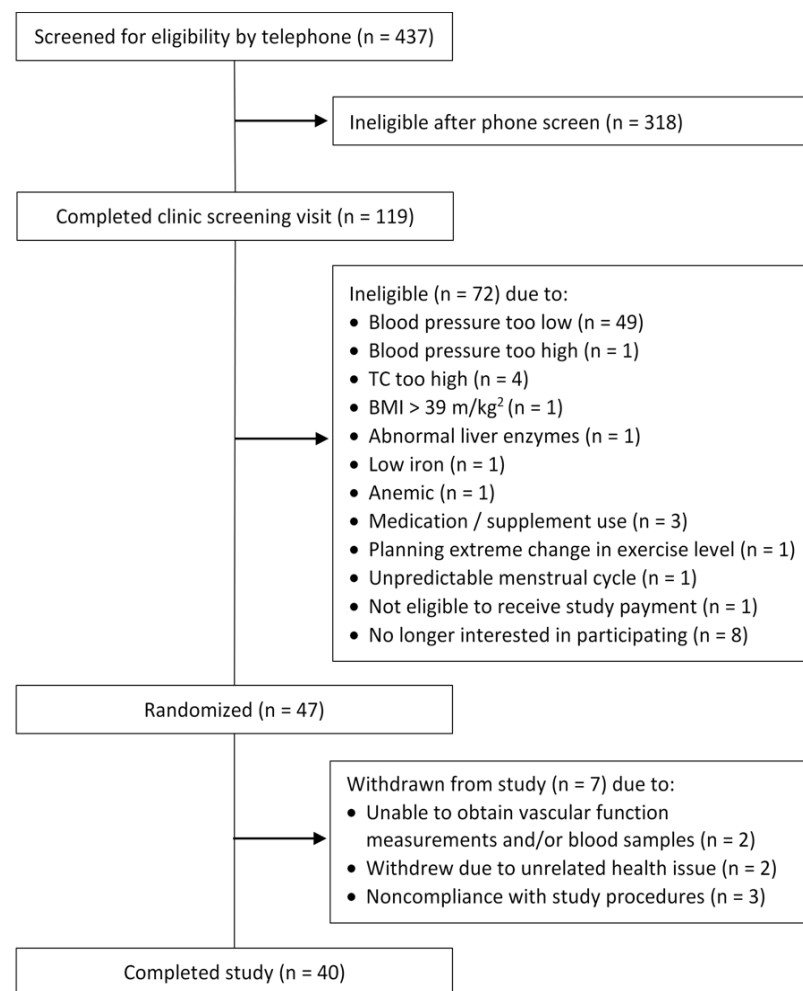 Screened for eligibility by telephone (n = 437)
Ineligible after phone screen (n = 318)
Completed clinic screening visit (n = 119)
Ineligible (n = 72) due to:
• Blood pressure too low (n = 49)
• Blood pressure too high (n = 1)
• TC too high (n = 4)
• BMI > 39 m/kg² (n = 1)
• Abnormal liver enzymes (n = 1)
• Low iron (n = 1)
• Anemic (n = 1)
• Medication / supplement use (n = 3)
• Planning extreme change in exercise level (n = 1)
• Unpredictable menstrual cycle (n = 1)
• Not eligible to receive study payment (n = 1)
• No longer interested in participating (n = 8)
Randomized (n = 47)
Withdrawn from study (n = 7) due to:
• Unable to obtain vascular function
measurements and/or blood samples (n = 2)
• Withdrew due to unrelated health issue (n = 2)
• Noncompliance with study procedures (n = 3)
Completed study (n = 40)